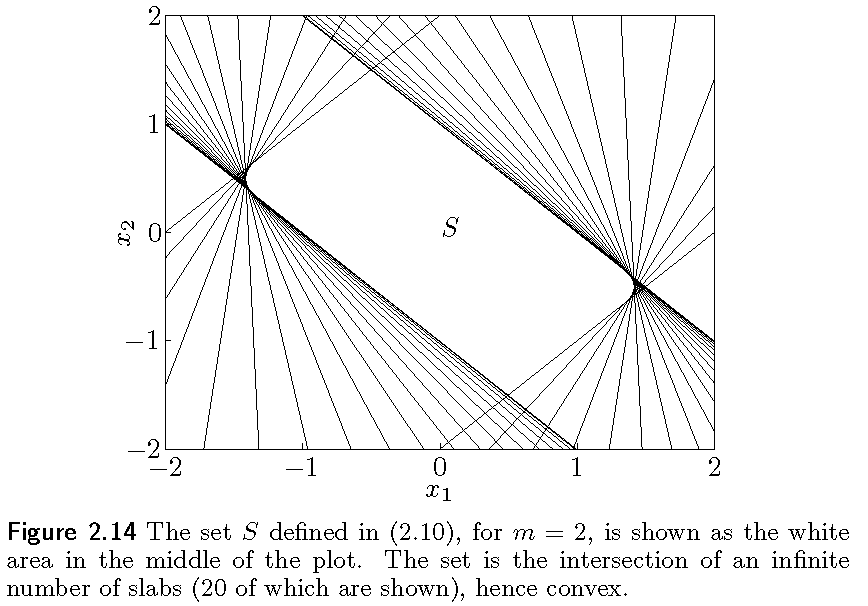 2
1
0
−1
−2
x2
S
−2 −1 0 1 2
x1
Figure 2.14 The set S defined in (2.10), for m = 2, is shown as the white
area in the middle of the plot. The set is the intersection of an infinite
number of slabs (20 of which are shown), hence convex.